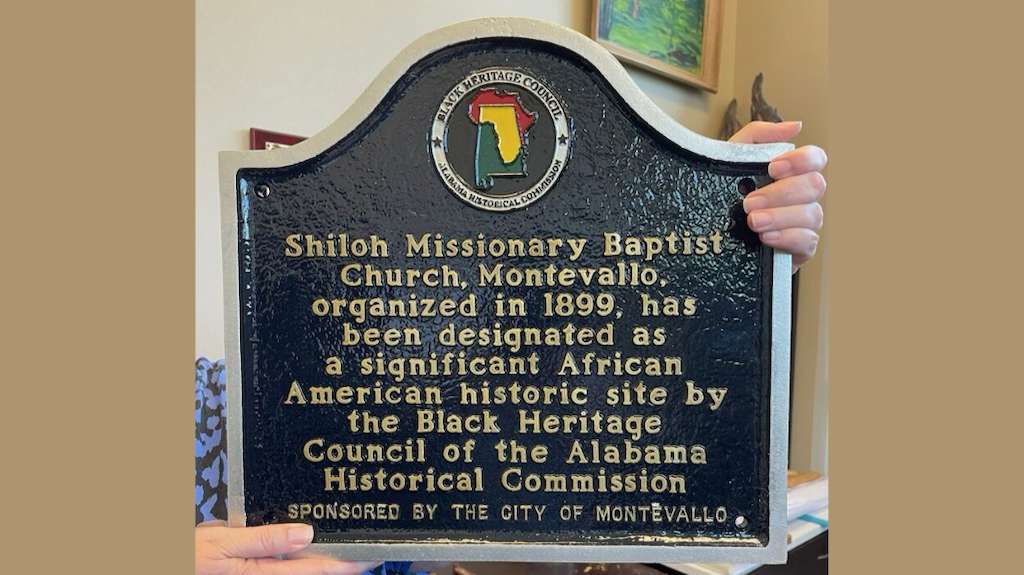 BLACK HERITAGE COUNCIL
ALABAMA HISTORICAL COMMISSION
Shiloh Missionary Baptist
Church, Montevallo,
organized in 1899, has
been designated as
a significant African
American historic site by
the Black Heritage
Council of the Alabama
Historical Commission
SPONSORED BY THE CITY OF MONTEVALLO